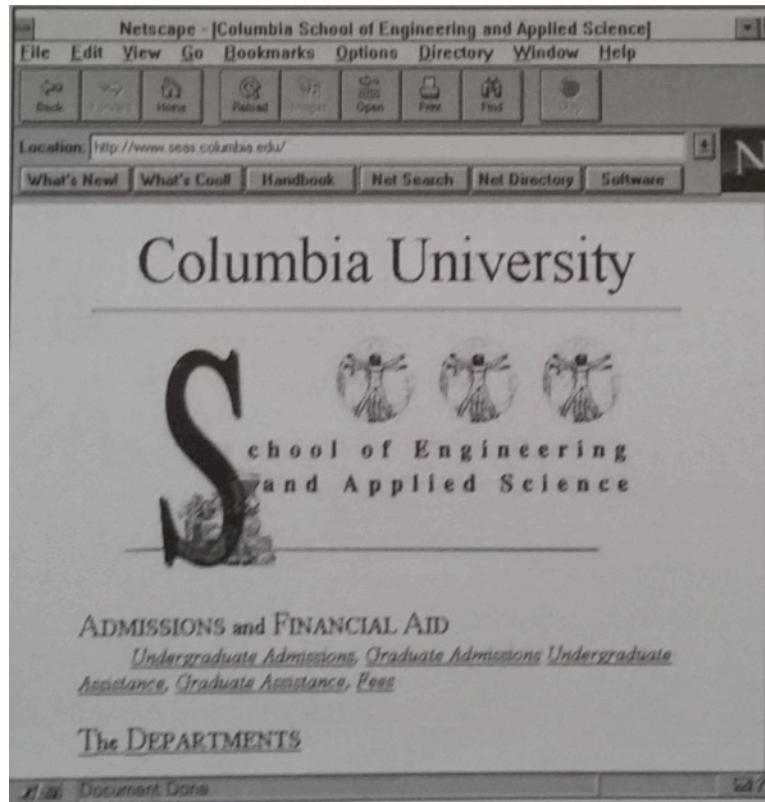 Netscape - [Columbia School of Engineering and Applied Science]
File Edit View Go Bookmarks Options Directory Window Help
Back Forward Home Reload Images Open Print Find Stop
Location: http://www.seas.columbia.edu/
N
What's New! What's Cool! Handbook Net Search Net Directory Software
Columbia University
School of Engineering
and Applied Science
ADMISSIONS and FINANCIAL AID
Undergraduate Admissions, Graduate Admissions Undergraduate
Assistance, Graduate Assistance, Fees
The DEPARTMENTS
Document: Done